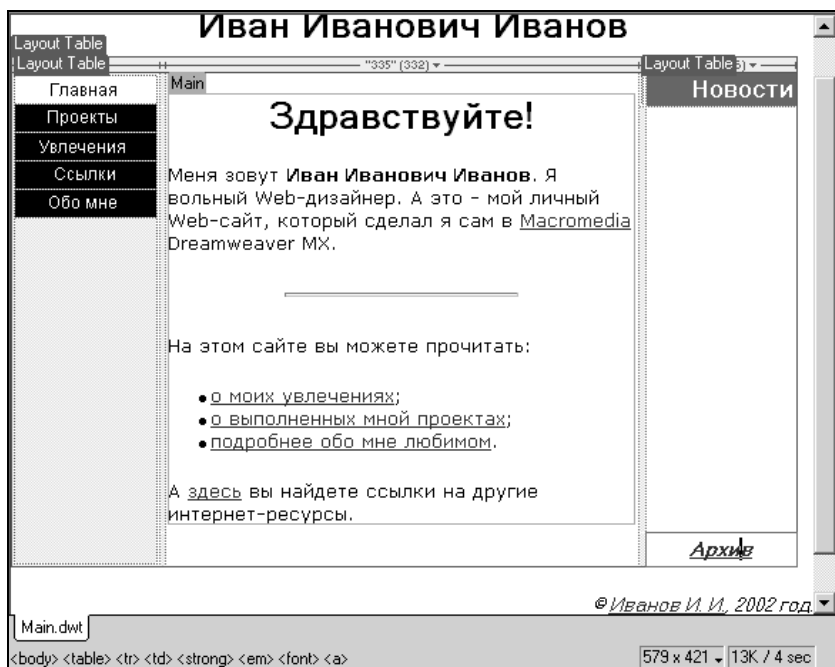 Иван Иванович Иванов
Layout Table
Layout Table
"335" (332)
Layout Table
Главная
Проекты
Увлечения
Ссылки
Обо мне
Main
Здравствуйте!
Меня зовут Иван Иванович Иванов. Я
вольный Web-дизайнер. А это - мой личный
Web-сайт, который сделал я сам в Macromedia
Dreamweaver MX.
На этом сайте вы можете прочитать:
о моих увлечениях;
о выполненных мной проектах;
подробнее обо мне любимом.
А здесь вы найдете ссылки на другие
интернет-ресурсы.
Новости
Архив
© Иванов И. И., 2002 год.
Main.dwt
<body> <table> <tr> <td> <strong> <em> <font> <a>
579 x 421
13K / 4 sec